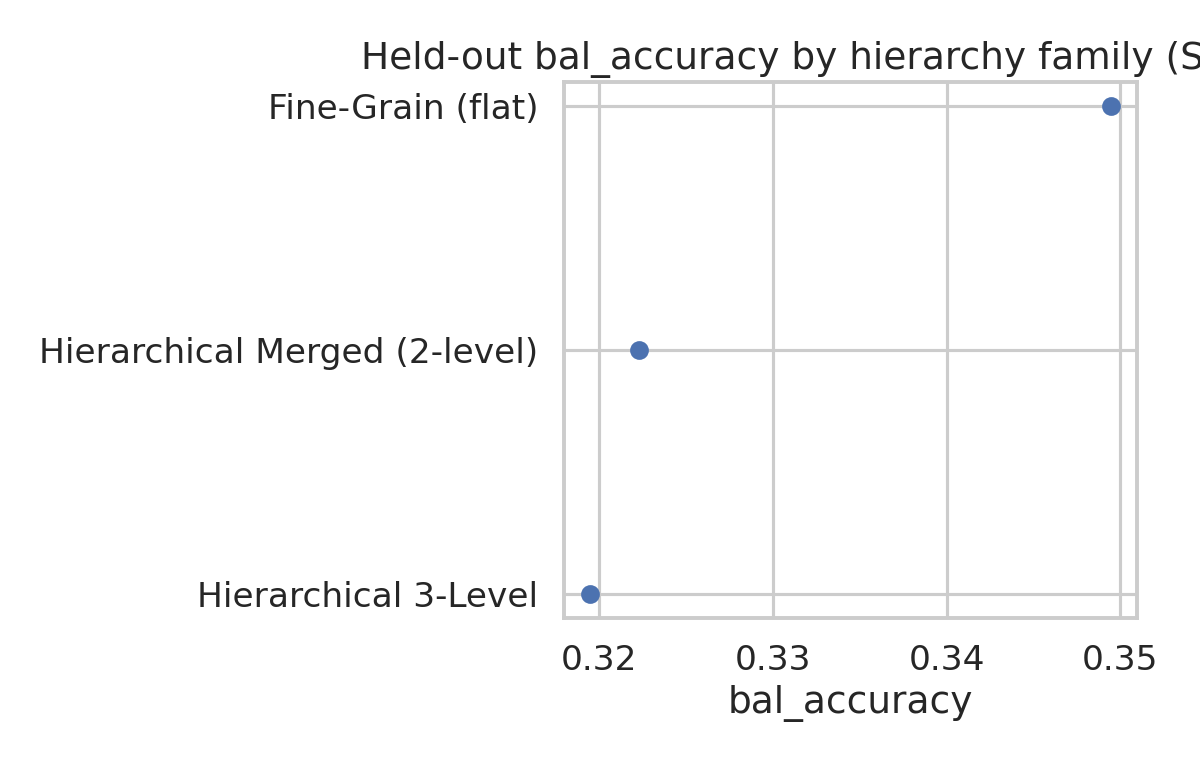 Held-out bal_accuracy by hierarchy family (S
Fine-Grain (flat)
Hierarchical Merged (2-level)
Hierarchical 3-Level
0.32 0.33 0.34 0.35
bal_accuracy